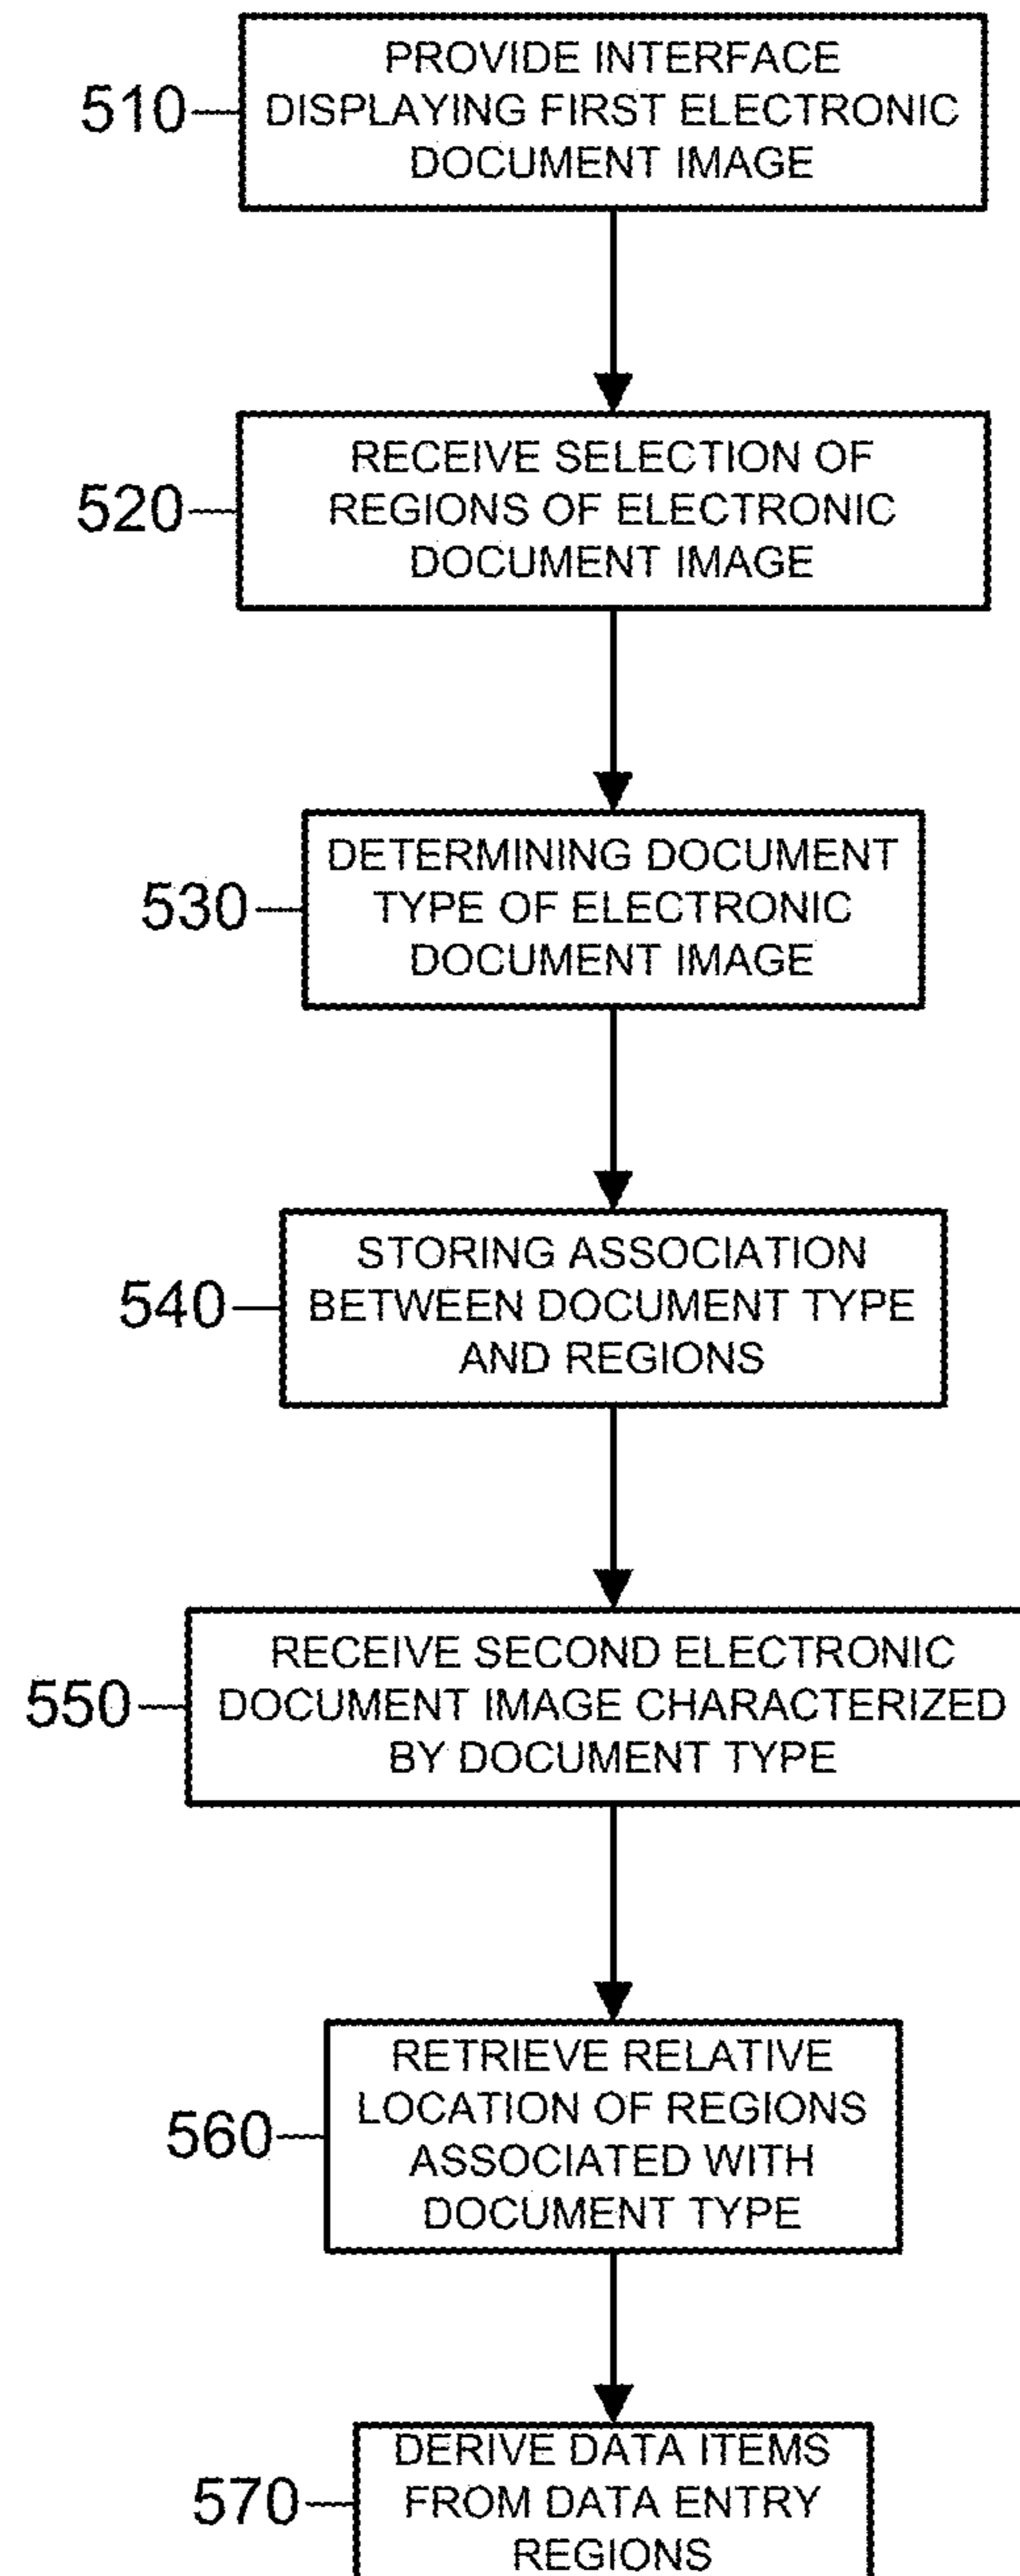 510
PROVIDE INTERFACE
DISPLAYING FIRST ELECTRONIC
DOCUMENT IMAGE
520
RECEIVE SELECTION OF
REGIONS OF ELECTRONIC
DOCUMENT IMAGE
530
DETERMINING DOCUMENT
TYPE OF ELECTRONIC
DOCUMENT IMAGE
540
STORING ASSOCIATION
BETWEEN DOCUMENT TYPE
AND REGIONS
550
RECEIVE SECOND ELECTRONIC
DOCUMENT IMAGE CHARACTERIZED
BY DOCUMENT TYPE
560
RETRIEVE RELATIVE
LOCATION OF REGIONS
ASSOCIATED WITH
DOCUMENT TYPE
570
DERIVE DATA ITEMS
FROM DATA ENTRY
REGIONS